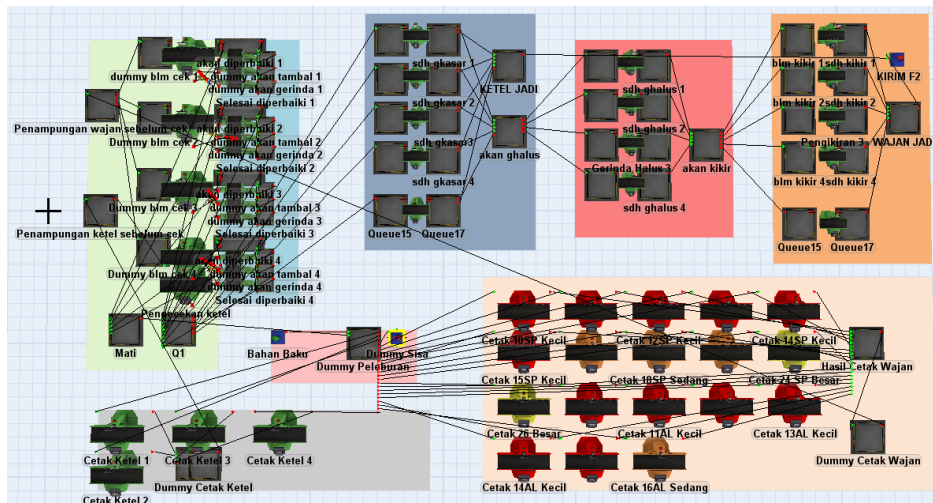 akan diperbaiki 1
dummy blm cek 1
dummy akan tambal 1
dummy akan gerinda 1
Selesai diperbaiki 1
Penampungan wajan sebelum cek
akan diperbaiki 2
Dummy blm cek 2
dummy akan tambal 2
dummy akan gerinda 2
Selesai diperbaiki 2
akan diperbaiki 3
Dummy blm cek 3
dummy akan tambal 3
dummy akan gerinda 3
Selesai diperbaiki 3
Penampungan ketel sebelum cek
akan diperbaiki 4
Dummy blm cek 4
dummy akan tambal 4
dummy akan gerinda 4
Selesai diperbaiki 4
Pengecekan ketel
Mati
Q1
sdh gkasar 1
sdh gkasar 2
sdh gkasa 3
sdh gkasar 4
Queue15
Queue17
KETEL JADI
akan ghalus
sdh ghalus 1
sdh ghalus 2
Gerinda Halus 3
sdh ghalus 4
akan kikir
blm kikir 1
sdh kikir 1
blm kikir 2
sdh kikir 2
Pengikiran 3
blm kikir 4
sdh kikir 4
Queue15
Queue17
KIRIM F2
WAJAN JADI
Bahan Baku
Dummy Sisa
Dummy Peleburan
Cetak 10SP Kecil
Cetak 12SP Kecil
Cetak 14SP Kecil
Cetak 15SP Kecil
Cetak 18SP Sedang
Cetak 24 SP Besar
Cetak 26 Besar
Cetak 11AL Kecil
Cetak 13AL Kecil
Cetak 14AL Kecil
Cetak 16AL Sedang
Hasil Cetak Wajan
Dummy Cetak Wajan
Cetak Ketel 1
Cetak Ketel 3
Cetak Ketel 4
Cetak Ketel 2
Dummy Cetak Ketel